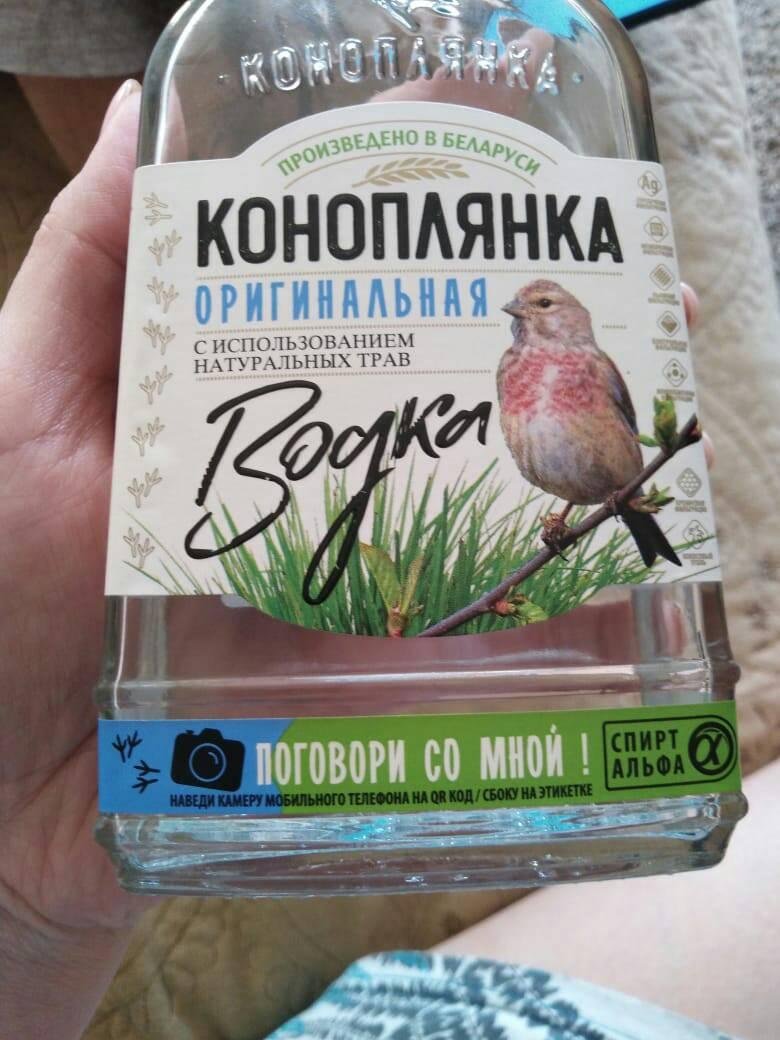 КОНОПЛЯНКА
ПРОИЗВЕДЕНО В БЕЛАРУСИ
КОНОПЛЯНКА
Ag
ОРИГИНАЛЬНАЯ
С ИСПОЛЬЗОВАНИЕМ
НАТУРАЛЬНЫХ ТРАВ
Водка
ПОГОВОРИ СО МНОЙ !
СПИРТ
АЛЬФА α
НАВЕДИ КАМЕРУ МОБИЛЬНОГО ТЕЛЕФОНА НА QR КОД / СБОКУ НА ЭТИКЕТКЕ